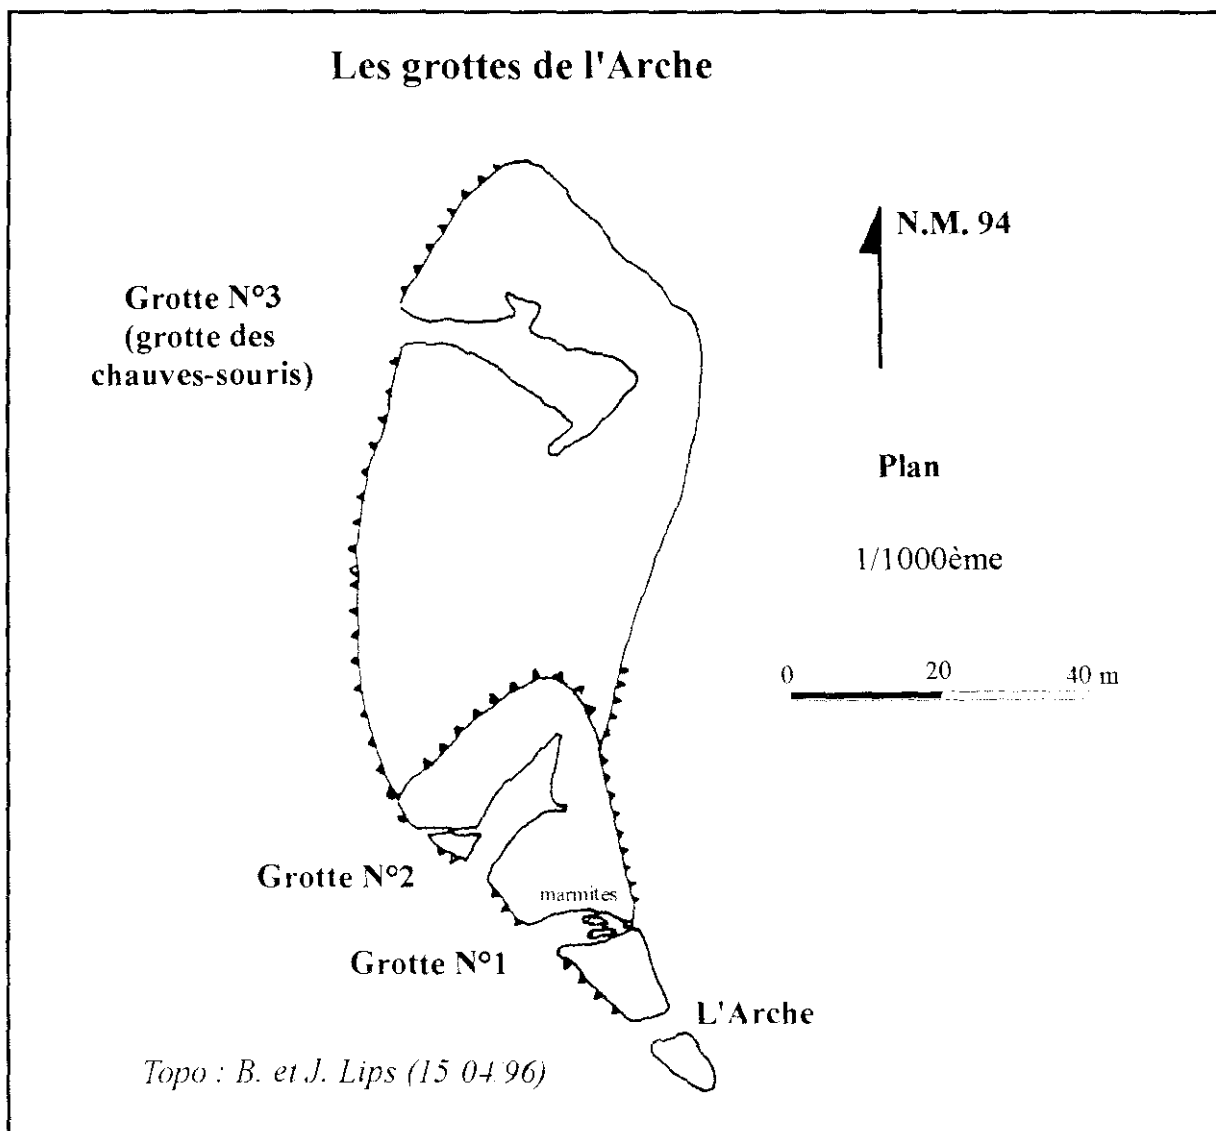 Les grottes de l'Arche
N.M. 94
Grotte N°3
(grotte des
chauves-souris)
Plan
1/1000ème
0 20 40 m
Grotte N°2
marmites
Grotte N°1
L'Arche
Topo : B. et J. Lips (15 04 96)